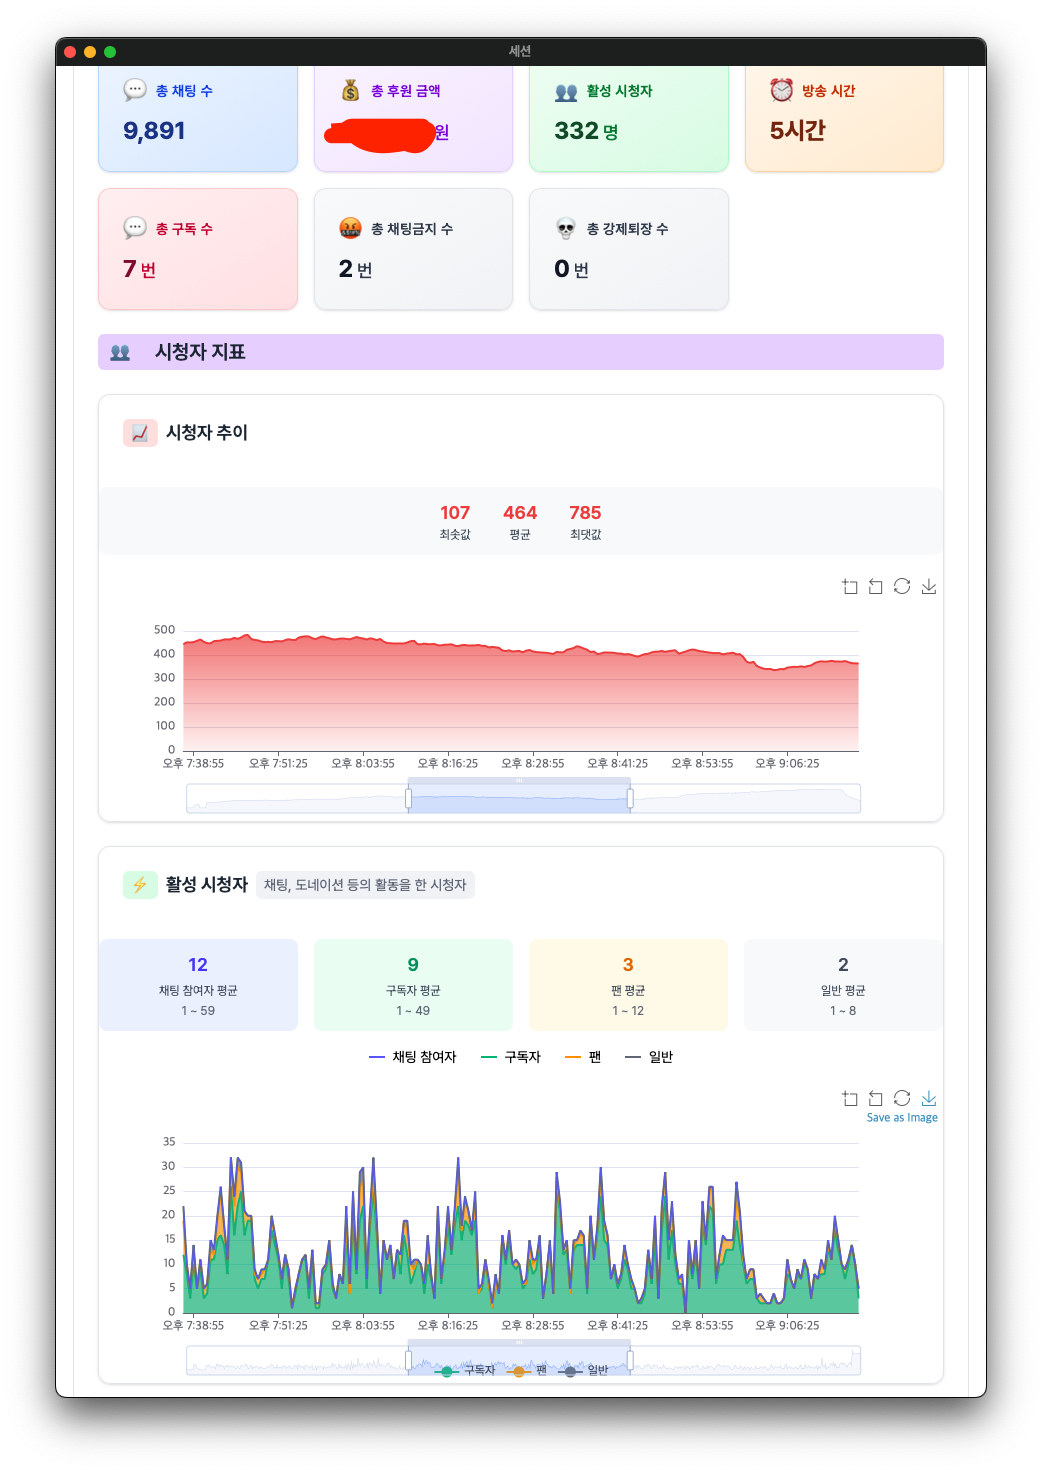 세션
총 채팅 수
총 후원 금액
활성 시청자
방송 시간
9,891
원
332 명
5시간
총 구독 수
총 채팅금지 수
총 강제퇴장 수
7 번
2 번
0 번
시청자 지표
시청자 추이
107
464
785
최솟값
평균
최댓값
500
400
300
200
100
0
오후 7:38:55
오후 7:51:25
오후 8:03:55
오후 8:16:25
오후 8:28:55
오후 8:41:25
오후 8:53:55
오후 9:06:25
활성 시청자
채팅, 도네이션 등의 활동을 한 시청자
12
9
3
2
채팅 참여자 평균
구독자 평균
팬 평균
일반 평균
1 ~ 59
1 ~ 49
1 ~ 12
1 ~ 8
채팅 참여자
구독자
팬
일반
Save as Image
35
30
25
20
15
10
5
0
오후 7:38:55
오후 7:51:25
오후 8:03:55
오후 8:16:25
오후 8:28:55
오후 8:41:25
오후 8:53:55
오후 9:06:25
구독자
팬
일반